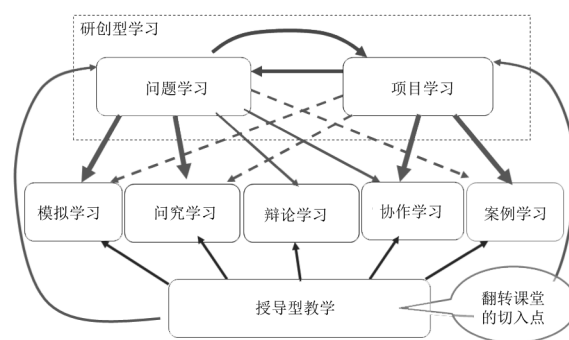 研创型学习
问题学习
项目学习
模拟学习
问究学习
辩论学习
协作学习
案例学习
授导型教学
翻转课堂
的切入点